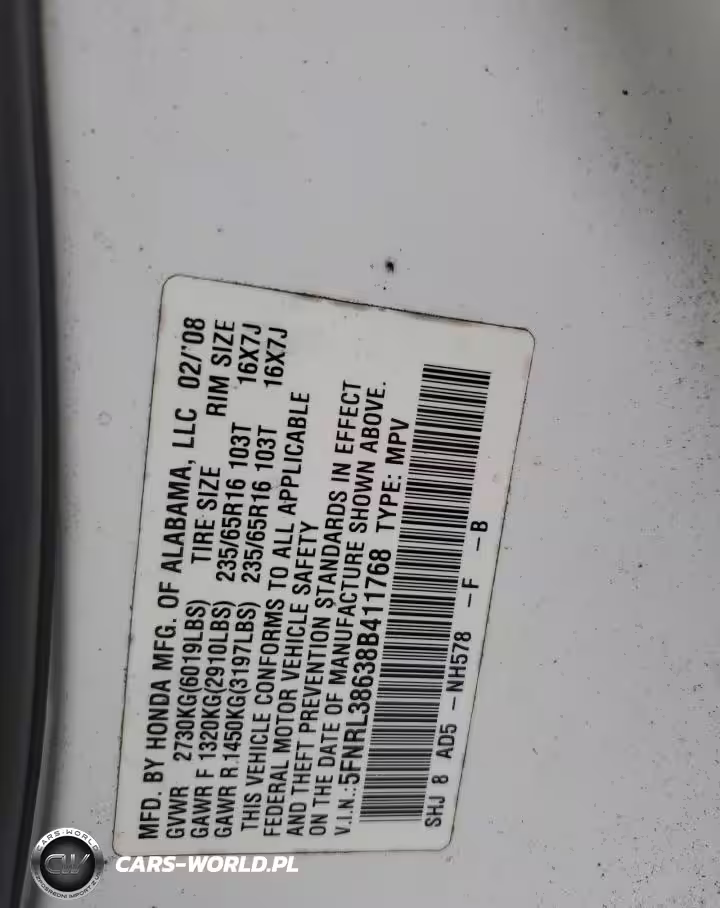 MFD. BY HONDA MFG. OF ALABAMA, LLC 02/'08
GVWR 2730KG(6019LBS) TIRE SIZE RIM SIZE
GAWR F 1320KG(2910LBS) 235/65R16 103T 16X7J
GAWR R.1450KG(3197LBS) 235/65R16 103T 16X7J
THIS VEHICLE CONFORMS TO ALL APPLICABLE
FEDERAL MOTOR VEHICLE SAFETY
AND THEFT PREVENTION STANDARDS IN EFFECT
ON THE DATE OF MANUFACTURE SHOWN ABOVE.
V.I.N.:5FNRL38638B411768 TYPE: MPV
SHJ 8 AD5 -NH578 -F -B
CARS-WORLD
CW
CARS-WORLD.PL